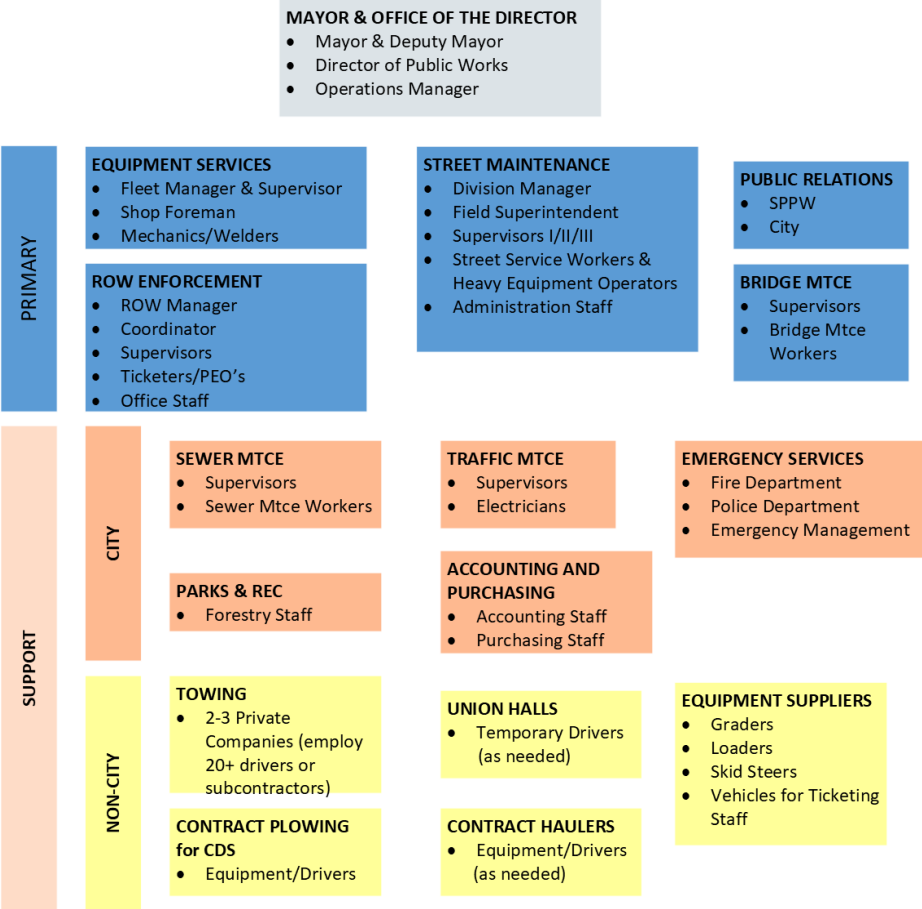 MAYOR & OFFICE OF THE DIRECTOR
• Mayor & Deputy Mayor
• Director of Public Works
• Operations Manager
PRIMARY
EQUIPMENT SERVICES
• Fleet Manager & Supervisor
• Shop Foreman
• Mechanics/Welders
ROW ENFORCEMENT
• ROW Manager
• Coordinator
• Supervisors
• Ticketers/PEO’s
• Office Staff
STREET MAINTENANCE
• Division Manager
• Field Superintendent
• Supervisors I/II/III
• Street Service Workers &
Heavy Equipment Operators
• Administration Staff
PUBLIC RELATIONS
• SPPW
• City
BRIDGE MTCE
• Supervisors
• Bridge Mtce
Workers
SUPPORT
CITY
SEWER MTCE
• Supervisors
• Sewer Mtce Workers
TRAFFIC MTCE
• Supervisors
• Electricians
EMERGENCY SERVICES
• Fire Department
• Police Department
• Emergency Management
PARKS & REC
• Forestry Staff
ACCOUNTING AND
PURCHASING
• Accounting Staff
• Purchasing Staff
NON-CITY
TOWING
• 2-3 Private
Companies (employ
20+ drivers or
subcontractors)
UNION HALLS
• Temporary Drivers
(as needed)
EQUIPMENT SUPPLIERS
• Graders
• Loaders
• Skid Steers
• Vehicles for Ticketing
Staff
CONTRACT PLOWING
for CDS
• Equipment/Drivers
CONTRACT HAULERS
• Equipment/Drivers
(as needed)